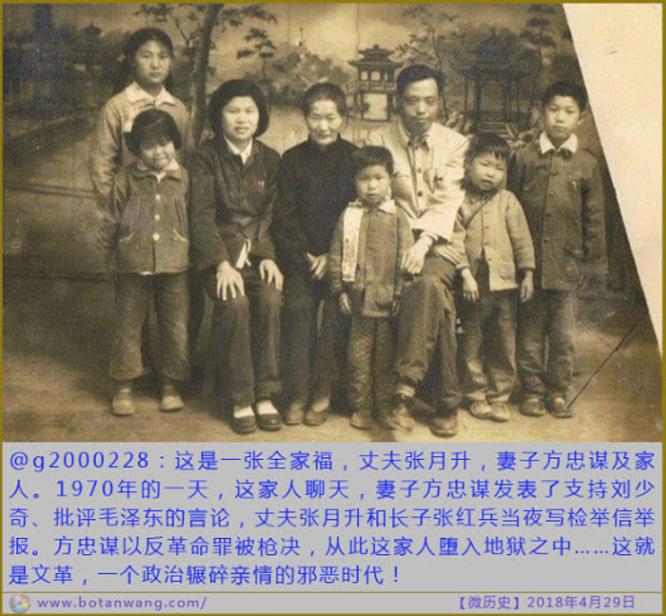 @g2000228：这是一张全家福，丈夫张月升，妻子方忠谋及家
人。1970年的一天，这家人聊天，妻子方忠谋发表了支持刘少
奇、批评毛泽东的言论，丈夫张月升和长子张红兵当夜写检举信举
报。方忠谋以反革命罪被枪决，从此这家人堕入地狱之中……这就
是文革，一个政治辗碎亲情的邪恶时代！
www.botanwang.com/ 【微历史】2018年4月29日